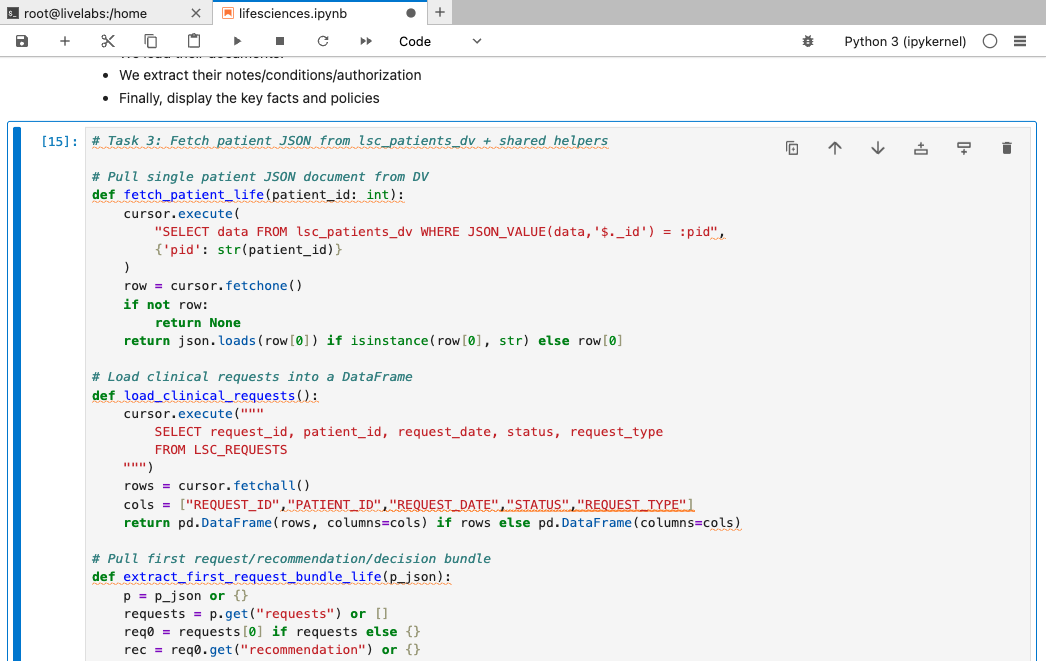 root@livelabs:/home
lifesciences.ipynb
Code
Python 3 (ipykernel)
We extract their notes/conditions/authorization
Finally, display the key facts and policies
[15]:
# Task 3: Fetch patient JSON from lsc_patients_dv + shared helpers
# Pull single patient JSON document from DV
def fetch_patient_life(patient_id: int):
    cursor.execute(
        "SELECT data FROM lsc_patients_dv WHERE JSON_VALUE(data,'$._id') = :pid",
        {'pid': str(patient_id)}
    )
    row = cursor.fetchone()
    if not row:
        return None
    return json.loads(row[0]) if isinstance(row[0], str) else row[0]
# Load clinical requests into a DataFrame
def load_clinical_requests():
    cursor.execute("""
        SELECT request_id, patient_id, request_date, status, request_type
        FROM LSC_REQUESTS
    """)
    rows = cursor.fetchall()
    cols = ["REQUEST_ID","PATIENT_ID","REQUEST_DATE","STATUS","REQUEST_TYPE"]
    return pd.DataFrame(rows, columns=cols) if rows else pd.DataFrame(columns=cols)
# Pull first request/recommendation/decision bundle
def extract_first_request_bundle_life(p_json):
    p = p_json or {}
    requests = p.get("requests") or []
    req0 = requests[0] if requests else {}
    rec = req0.get("recommendation") or {}